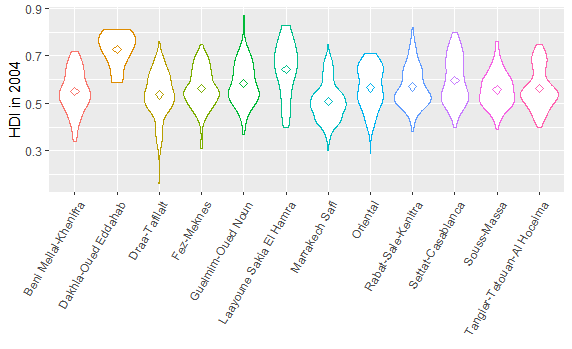 0.9
0.7
0.5
0.3
HDI in 2004
Beni Mellal-Khenifra
Dakhla-Oued Eddahab
Draa-Tafilalt
Fez-Meknes
Guelmim-Oued Noun
Laayoune Sakia El Hamra
Marrakech Safi
Oriental
Rabat-Sale-Kenitra
Settat-Casablanca
Souss-Massa
Tangier-Tetouan-Al Hoceima